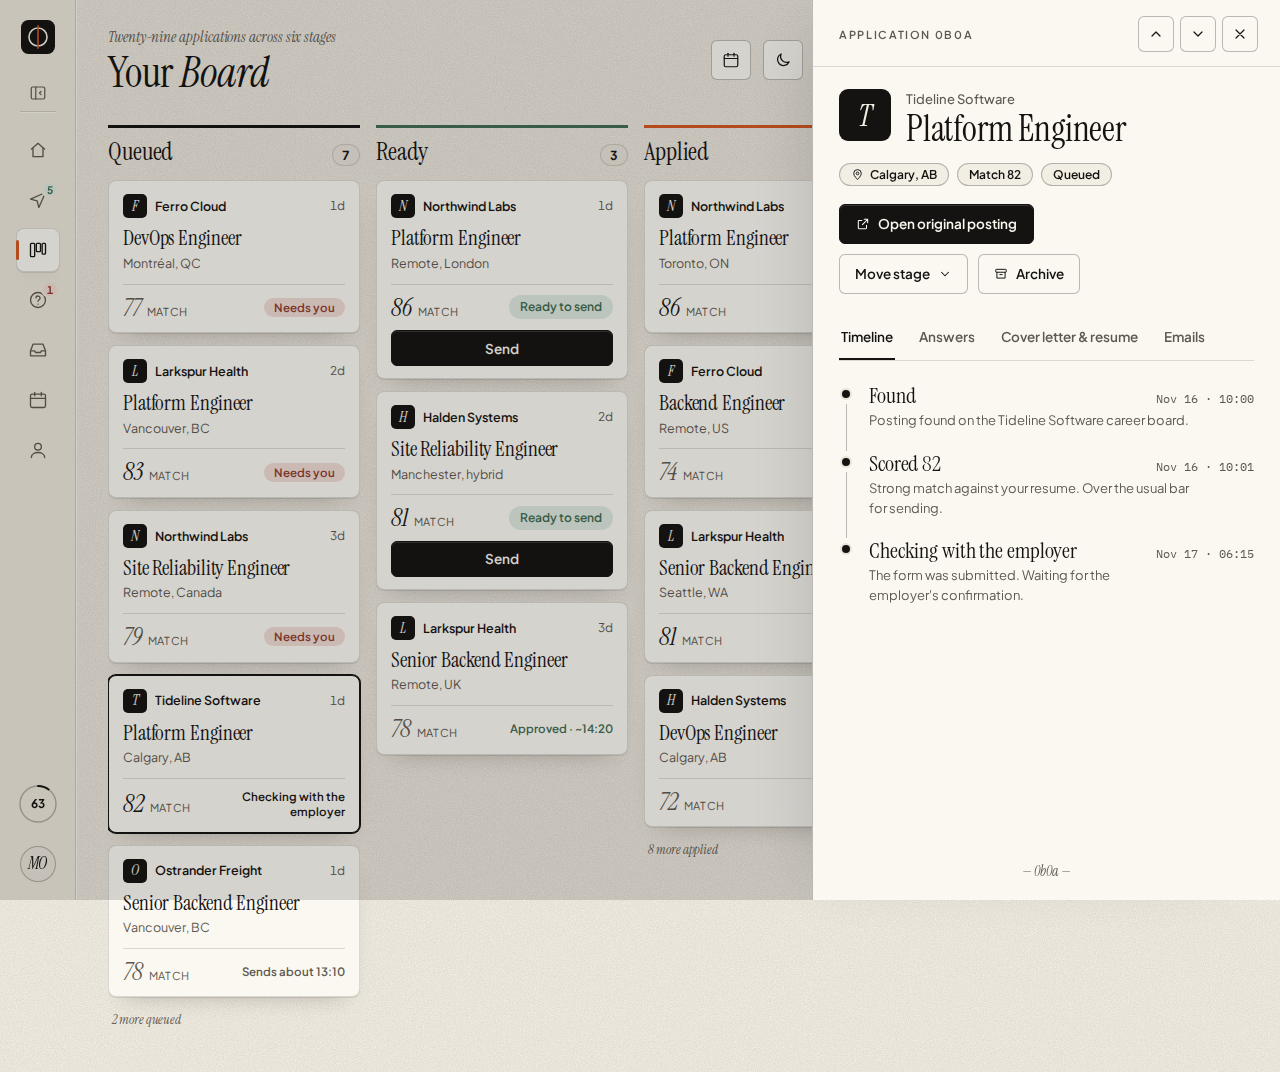 Twenty-nine applications across six stages
Your Board
5
1
63
MO
Queued
7
F Ferro Cloud 1d
DevOps Engineer
Montréal, QC
77 MATCH Needs you
L Larkspur Health 2d
Platform Engineer
Vancouver, BC
83 MATCH Needs you
N Northwind Labs 3d
Site Reliability Engineer
Remote, Canada
79 MATCH Needs you
T Tideline Software 1d
Platform Engineer
Calgary, AB
82 MATCH Checking with the
employer
O Ostrander Freight 1d
Senior Backend Engineer
Vancouver, BC
78 MATCH Sends about 13:10
2 more queued
Ready
3
N Northwind Labs 1d
Platform Engineer
Remote, London
86 MATCH Ready to send
Send
H Halden Systems 2d
Site Reliability Engineer
Manchester, hybrid
81 MATCH Ready to send
Send
L Larkspur Health 3d
Senior Backend Engineer
Remote, UK
78 MATCH Approved · ~14:20
Applied
N Northwind Labs
Platform Engineer
Toronto, ON
86 MATCH
F Ferro Cloud
Backend Engineer
Remote, US
74 MATCH
L Larkspur Health
Senior Backend Engin
Seattle, WA
81 MATCH
H Halden Systems
DevOps Engineer
Calgary, AB
72 MATCH
8 more applied
APPLICATION 0B0A
T
Tideline Software
Platform Engineer
Calgary, AB Match 82 Queued
Open original posting
Move stage Archive
Timeline Answers Cover letter & resume Emails
Found Nov 16 · 10:00
Posting found on the Tideline Software career board.
Scored 82 Nov 16 · 10:01
Strong match against your resume. Over the usual bar
for sending.
Checking with the employer Nov 17 · 06:15
The form was submitted. Waiting for the
employer's confirmation.
— 0b0a —